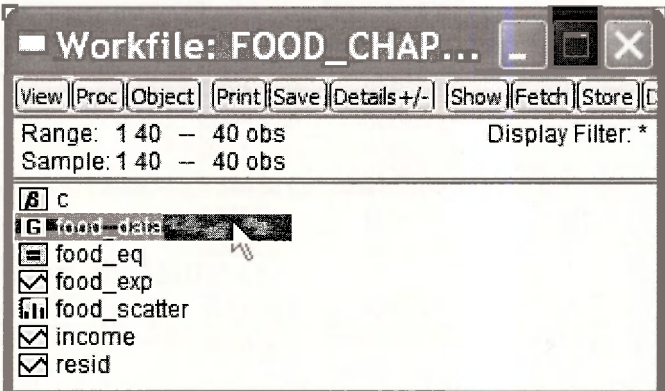 Workfile: FOOD_CHAP...
View Proc Object Print Save Details+/- Show Fetch Store
Range: 1 40 -- 40 obs Display Filter: *
Sample: 1 40 -- 40 obs
β c
G food_data
= food_eq
food_exp
food_scatter
income
resid